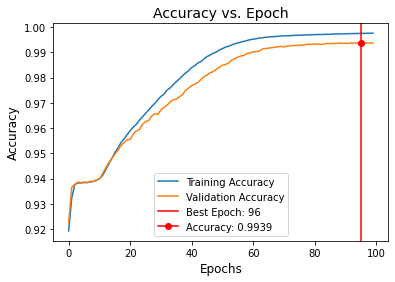 Accuracy vs. Epoch
1.00
0.99
0.98
0.97
0.96
0.95
0.94
0.93
0.92
Accuracy
Training Accuracy
Validation Accuracy
Best Epoch: 96
Accuracy: 0.9939
0 20 40 60 80 100
Epochs